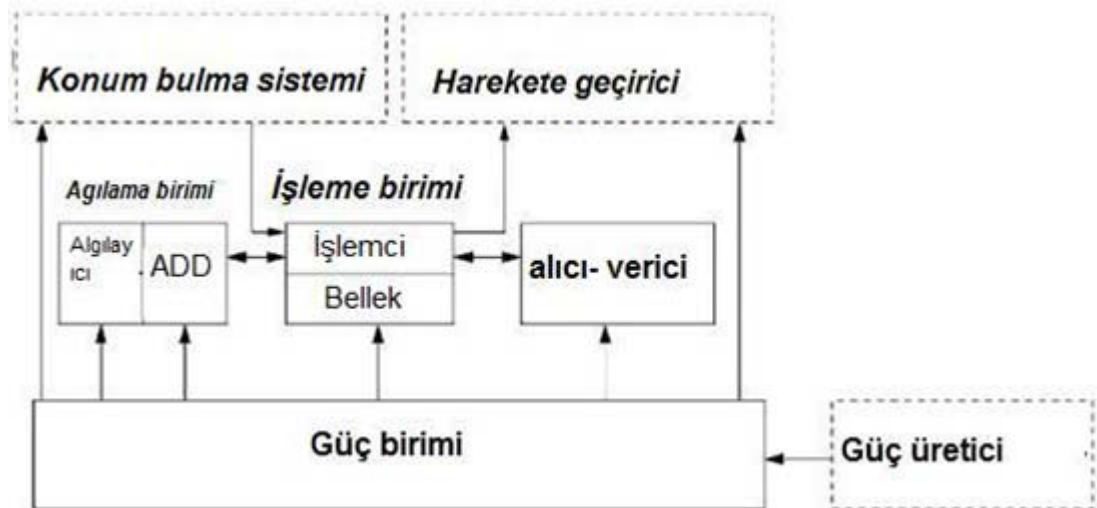 Konum bulma sistemi
Harekete geçirici
Agılama birimi
İşleme birimi
Algılay
ıcı
ADD
İşlemci
Bellek
alıcı- verici
Güç birimi
Güç üretici